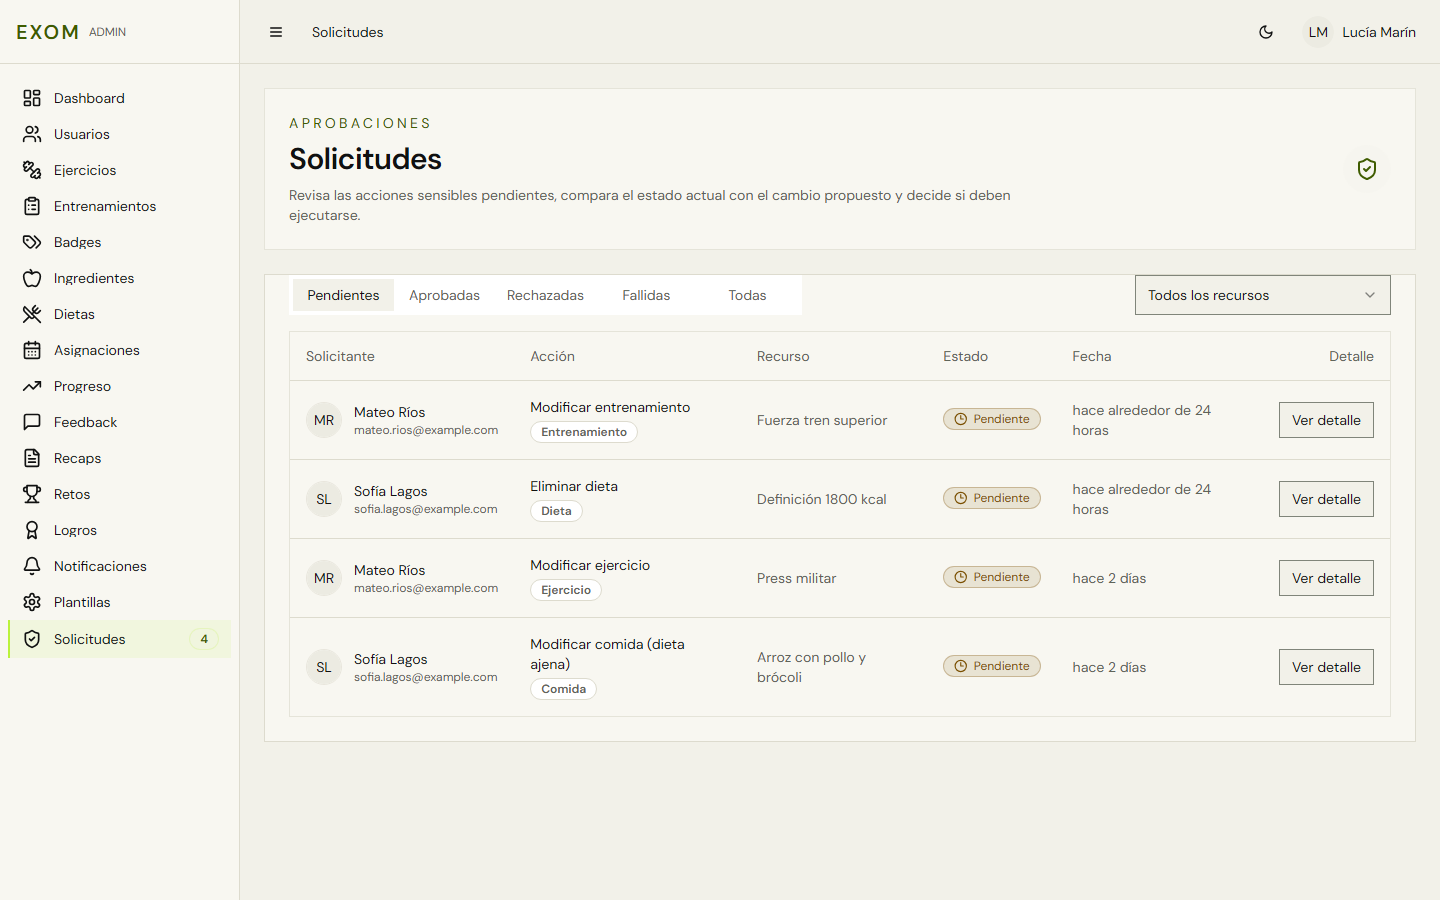 EXOM ADMIN
Dashboard
Usuarios
Ejercicios
Entrenamientos
Badges
Ingredientes
Dietas
Asignaciones
Progreso
Feedback
Recaps
Retos
Logros
Notificaciones
Plantillas
Solicitudes 4
Solicitudes
LM Lucía Marín
APROBACIONES
Solicitudes
Revisa las acciones sensibles pendientes, compara el estado actual con el cambio propuesto y decide si deben
ejecutarse.
Pendientes Aprobadas Rechazadas Fallidas Todas
Todos los recursos
Solicitante Acción Recurso Estado Fecha Detalle
MR Mateo Ríos
mateo.rios@example.com
Modificar entrenamiento
Entrenamiento
Fuerza tren superior
Pendiente
hace alrededor de 24
horas
Ver detalle
SL Sofía Lagos
sofia.lagos@example.com
Eliminar dieta
Dieta
Definición 1800 kcal
Pendiente
hace alrededor de 24
horas
Ver detalle
MR Mateo Ríos
mateo.rios@example.com
Modificar ejercicio
Ejercicio
Press militar
Pendiente
hace 2 días
Ver detalle
SL Sofía Lagos
sofia.lagos@example.com
Modificar comida (dieta
ajena)
Comida
Arroz con pollo y
brócoli
Pendiente
hace 2 días
Ver detalle